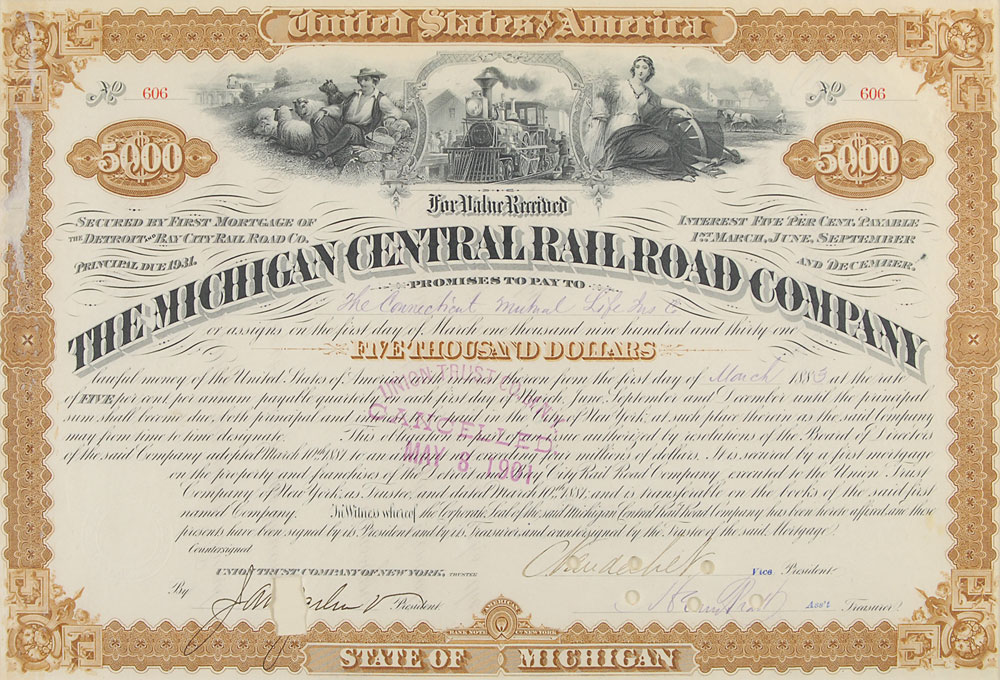 United States of America
No 606
No 606
5000
5000
For Value Received
SECURED BY FIRST MORTGAGE OF
THE DETROIT AND BAY CITY RAIL ROAD CO.
PRINCIPAL DUE 1931.
INTEREST FIVE PER CENT. PAYABLE
1ST MARCH, JUNE, SEPTEMBER
AND DECEMBER.
THE MICHIGAN CENTRAL RAIL ROAD COMPANY
PROMISES TO PAY TO
The Connecticut Mutual Life Ins Co
or assigns on the first day of March one thousand nine hundred and thirty one
FIVE THOUSAND DOLLARS
lawful money of the United States of America with interest thereon from the first day of March 1883 at the rate
FIVE per cent. per annum payable quarterly on each first day of March, June, September and December until the principal
sum shall become due, both principal and interest to be paid in the City of New York, at such place therein as the said Company
may from time to time designate. This obligation is one of an issue authorized by resolutions of the Board of Directors
of the said Company adopted March 10th 1881 to an amount not exceeding four millions of dollars. It is secured by a first mortgage
on the property and franchises of the Detroit and Bay City Rail Road Company executed to the Union Trust
Company of New York, as Trustee, and dated March 10th 1881, and is transferable on the books of the said first
named Company. In Witness whereof the Corporate Seal of the said Michigan Central Rail Road Company has been hereto affixed, and these
presents have been signed by its President and by its Treasurer and countersigned by the Trustee of the said Mortgage.
UNION TRUST COMPANY
CANCELLED
MAY 8 1901
Countersigned
UNION TRUST COMPANY OF NEW YORK, TRUSTEE
By President
C Vanderbilt Vice President
Henry Pratt Ass't Treasurer
AMERICAN
BANK NOTE CO. NEW YORK
STATE OF MICHIGAN